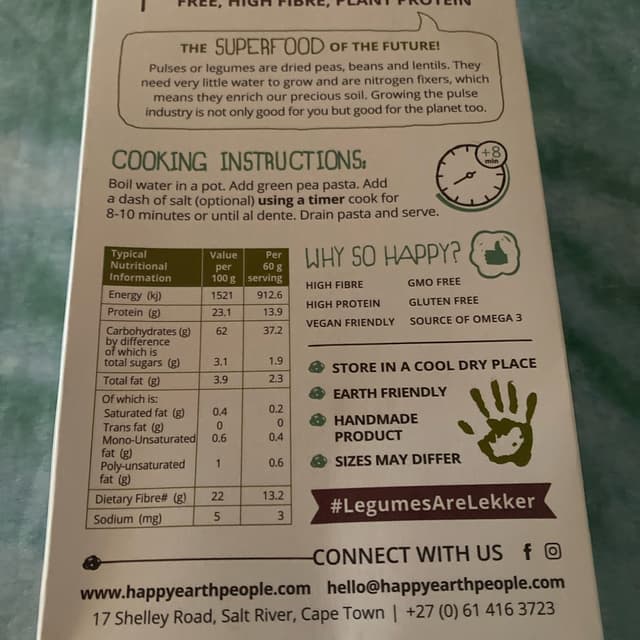 FREE, HIGH FIBRE, PLANT PROTEIN
THE SUPERFOOD OF THE FUTURE!
Pulses or legumes are dried peas, beans and lentils. They
need very little water to grow and are nitrogen fixers, which
means they enrich our precious soil. Growing the pulse
industry is not only good for you but good for the planet too.
COOKING INSTRUCTIONS:
Boil water in a pot. Add green pea pasta. Add
a dash of salt (optional) using a timer cook for
8-10 minutes or until al dente. Drain pasta and serve.
+8
min
Typical Nutritional Information | Value per 100 g | Per 60 g serving
Energy (kj) 1521 912.6
Protein (g) 23.1 13.9
Carbohydrates (g) 62 37.2
by difference
of which is
total sugars (g) 3.1 1.9
Total fat (g) 3.9 2.3
Of which is:
Saturated fat (g) 0.4 0.2
Trans fat (g) 0 0
Mono-Unsaturated 0.6 0.4
fat (g)
Poly-unsaturated 1 0.6
fat (g)
Dietary Fibre# (g) 22 13.2
Sodium (mg) 5 3
WHY SO HAPPY?
HIGH FIBRE GMO FREE
HIGH PROTEIN GLUTEN FREE
VEGAN FRIENDLY SOURCE OF OMEGA 3
STORE IN A COOL DRY PLACE
EARTH FRIENDLY
HANDMADE
PRODUCT
SIZES MAY DIFFER
#LegumesAreLekker
CONNECT WITH US f
www.happyearthpeople.com hello@happyearthpeople.com
17 Shelley Road, Salt River, Cape Town | +27 (0) 61 416 3723